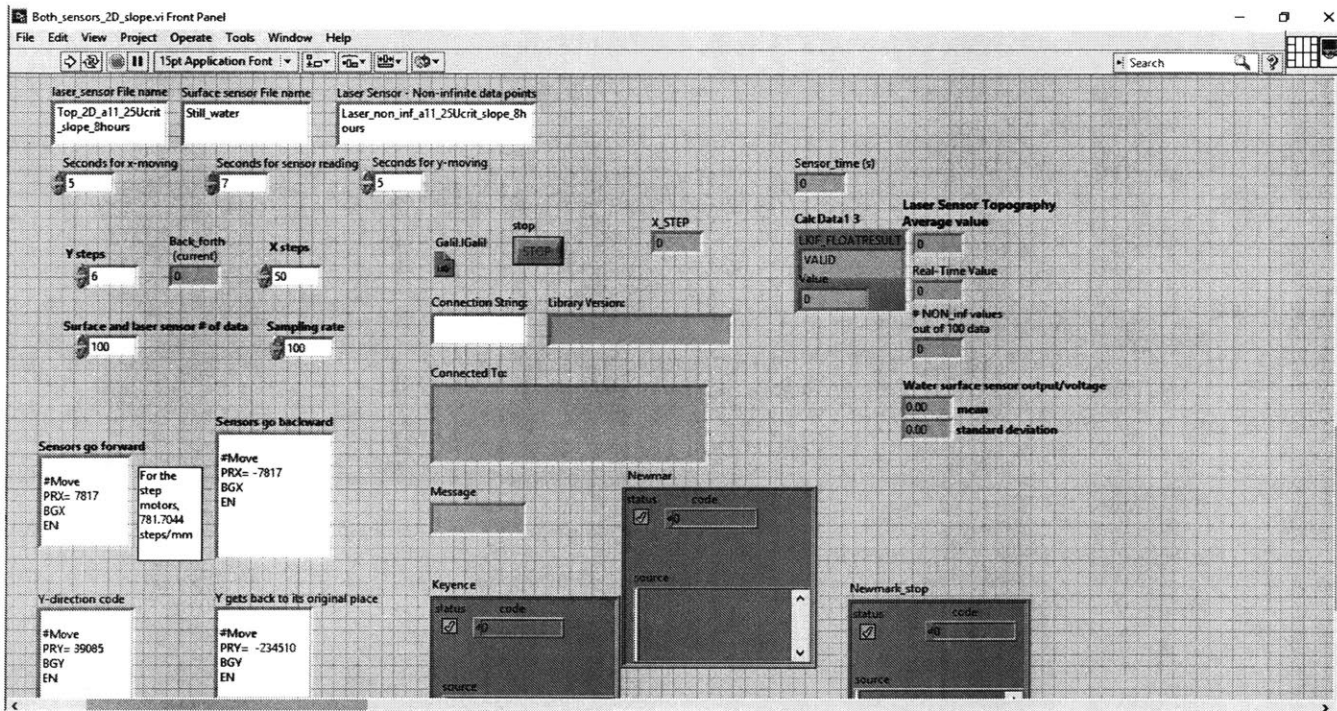 Both_sensors_2D_slope.vi Front Panel
File Edit View Project Operate Tools Window Help
15pt Application Font
Search
laser_sensor File name
Surface sensor File name
Laser Sensor - Non-infinite data points
Top_2D_a11_25Ucrit
_slope_8hours
Still_water
Laser_non_inf_a11_25Ucrit_slope_8h
ours
Seconds for x-moving
Seconds for sensor reading
Seconds for y-moving
5
7
5
Sensor_time (s)
0
Y steps
6
Back_forth
(current)
0
X steps
50
Galil.IGalil
stop
STOP
X_STEP
0
Calc Data1 3
LKIF_FLOATRESULT
VALID
Value
0
Laser Sensor Topography
Average value
0
Real-Time Value
0
# NON_inf values
out of 100 data
0
Surface and laser sensor # of data
100
Sampling rate
100
Connection String:
Library Version:
Connected To:
Water surface sensor output/voltage
0.00 mean
0.00 standard deviation
Sensors go forward
#Move
PRX= 7817
BGX
EN
For the
step
motors,
781.7044
steps/mm
Sensors go backward
#Move
PRX= -7817
BGX
EN
Message
Newmar
status code
0
source
Y-direction code
#Move
PRY= 39085
BGY
EN
Y gets back to its original place
#Move
PRY= -234510
BGY
EN
Keyence
status code
0
source
Newmark_stop
status code
0
source